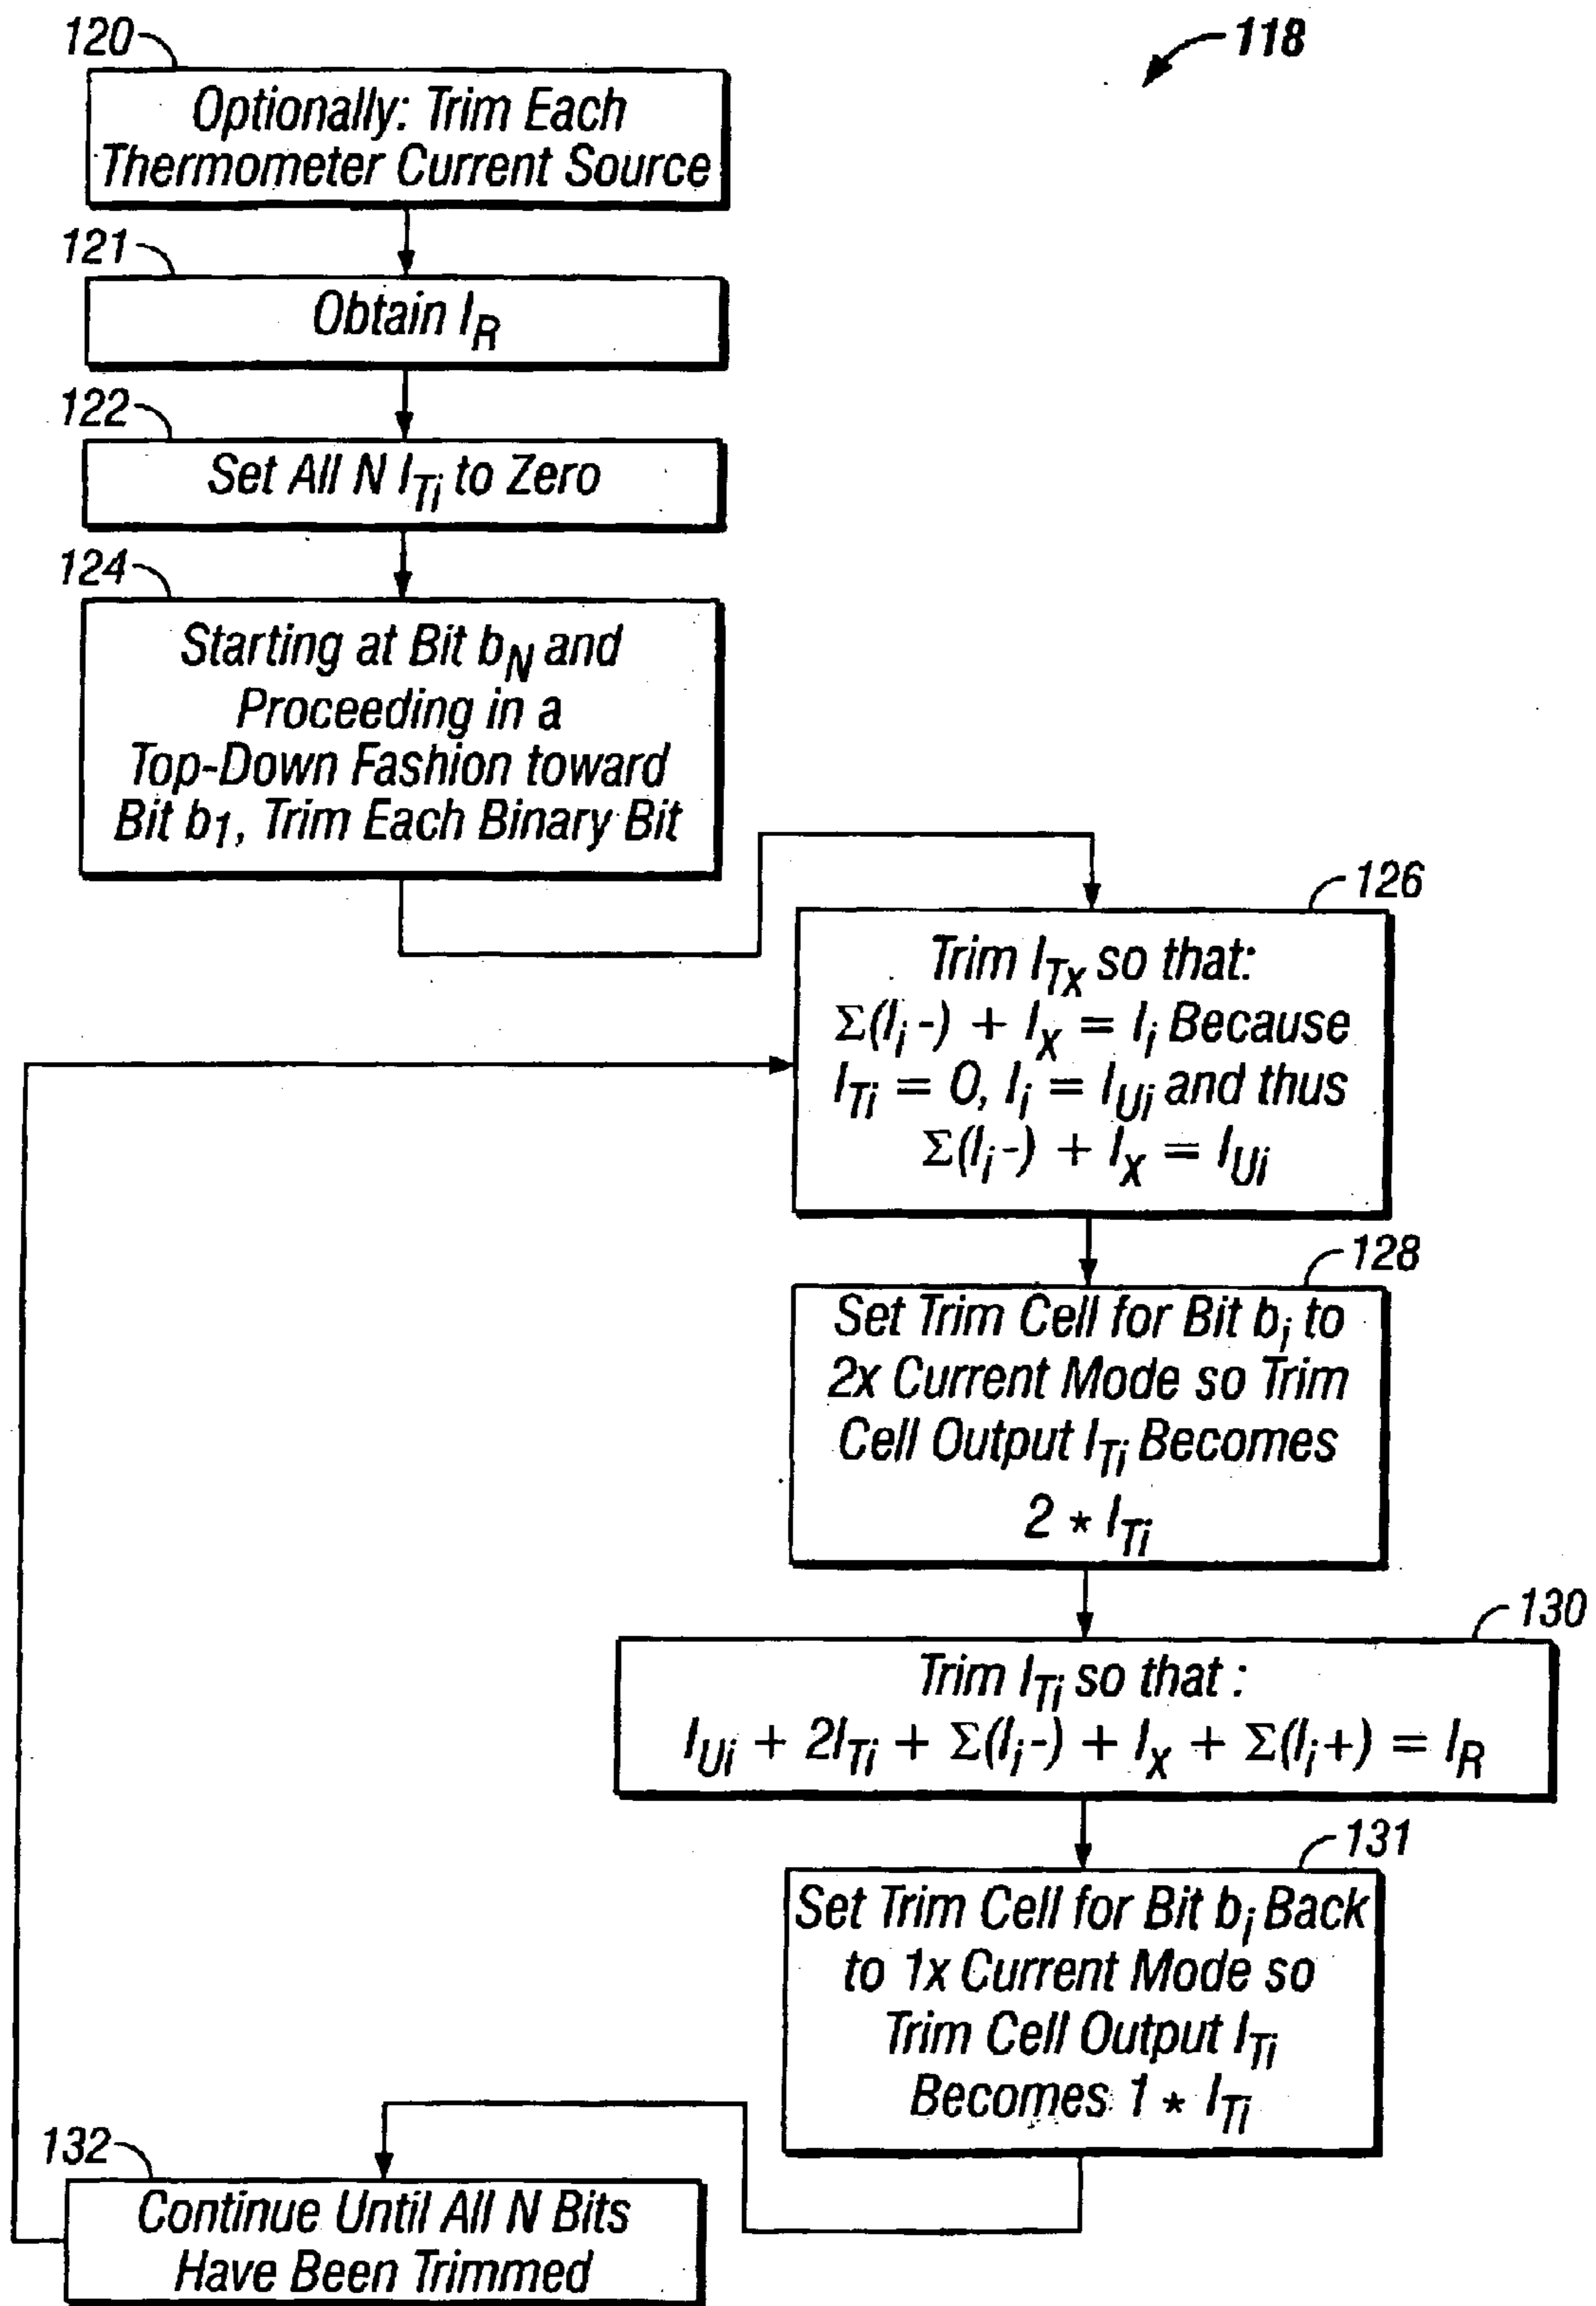 118
120
Optionally: Trim Each
Thermometer Current Source
121
Obtain I_R
122
Set All N I_Ti to Zero
124
Starting at Bit b_N and
Proceeding in a
Top-Down Fashion toward
Bit b_1, Trim Each Binary Bit
126
Trim I_TX so that:
Σ(I_i-) + I_X = I_i Because
I_Ti = 0, I_i = I_Ui and thus
Σ(I_i-) + I_X = I_Ui
128
Set Trim Cell for Bit b_i to
2x Current Mode so Trim
Cell Output I_Ti Becomes
2 * I_Ti
130
Trim I_Ti so that :
I_Ui + 2I_Ti + Σ(I_i-) + I_X + Σ(I_i+) = I_R
131
Set Trim Cell for Bit b_i Back
to 1x Current Mode so
Trim Cell Output I_Ti
Becomes 1 * I_Ti
132
Continue Until All N Bits
Have Been Trimmed